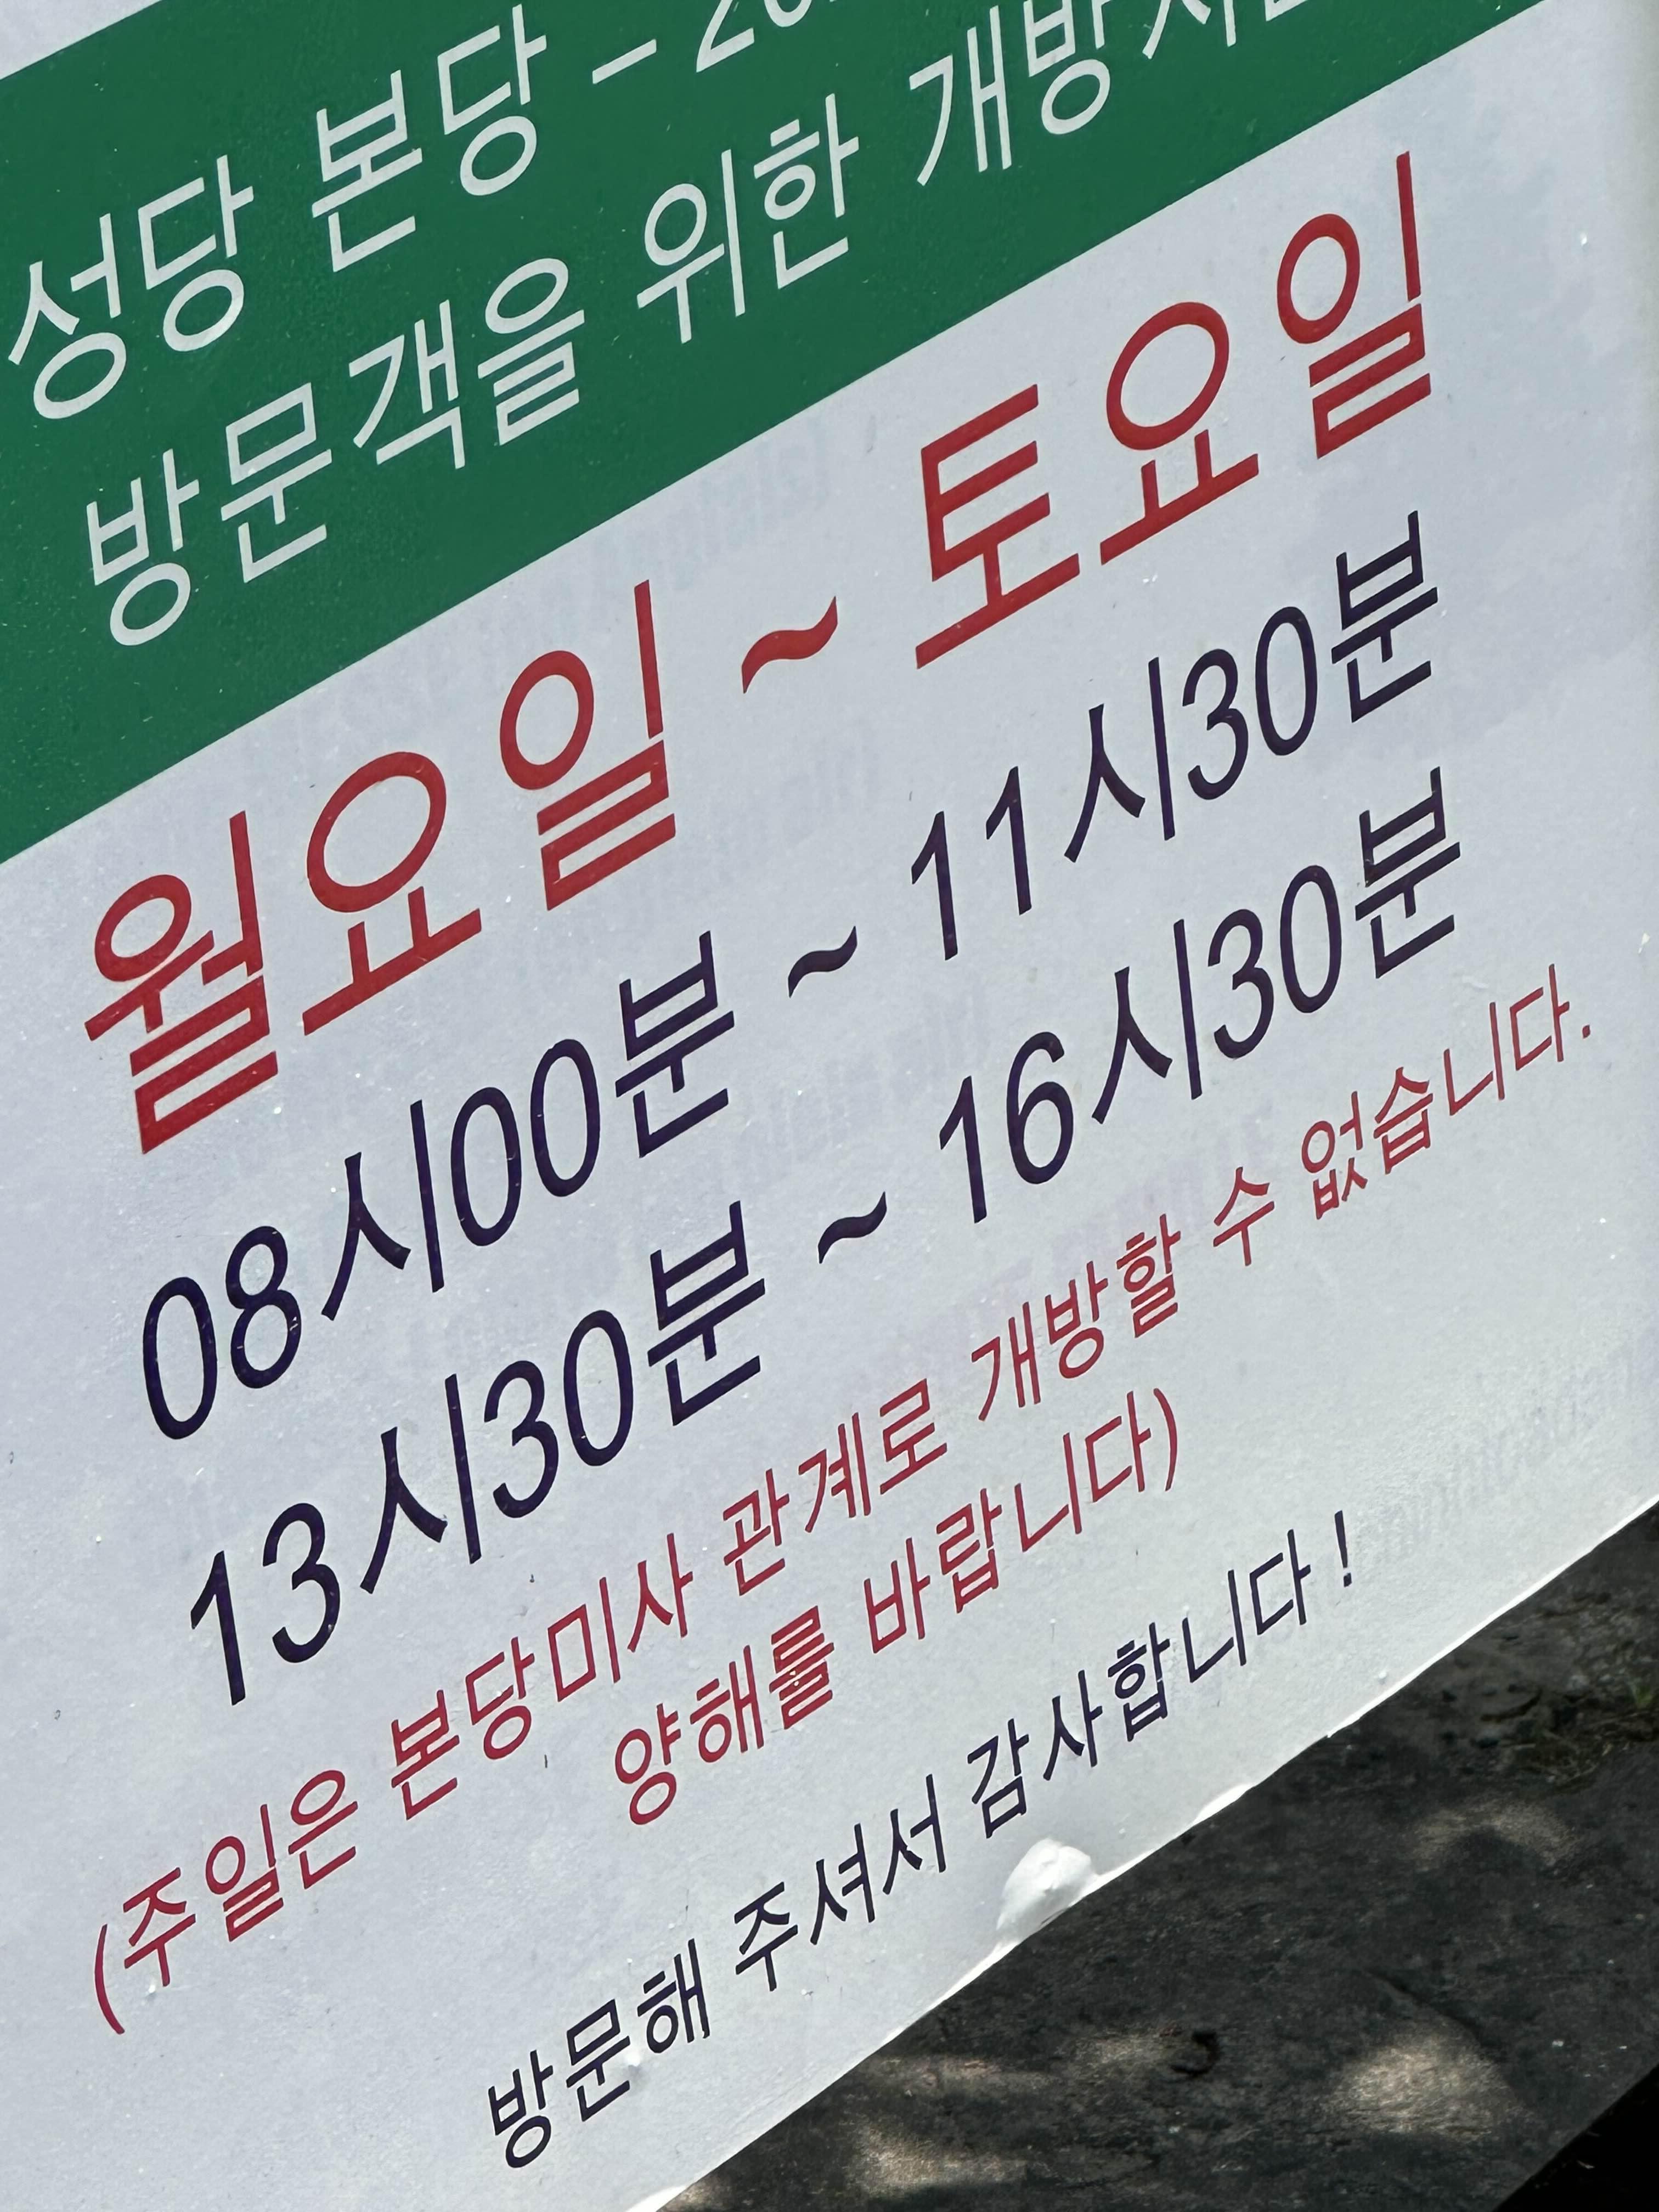 성당 본당 -
방문객을 위한
월요일 ~ 토요일
08시00분 ~ 11시30분
13시30분 ~ 16시30분
(주일은 본당미사 관계로 개방할 수 없습니다.
양해를 바랍니다)
방문해 주셔서 감사합니다 !